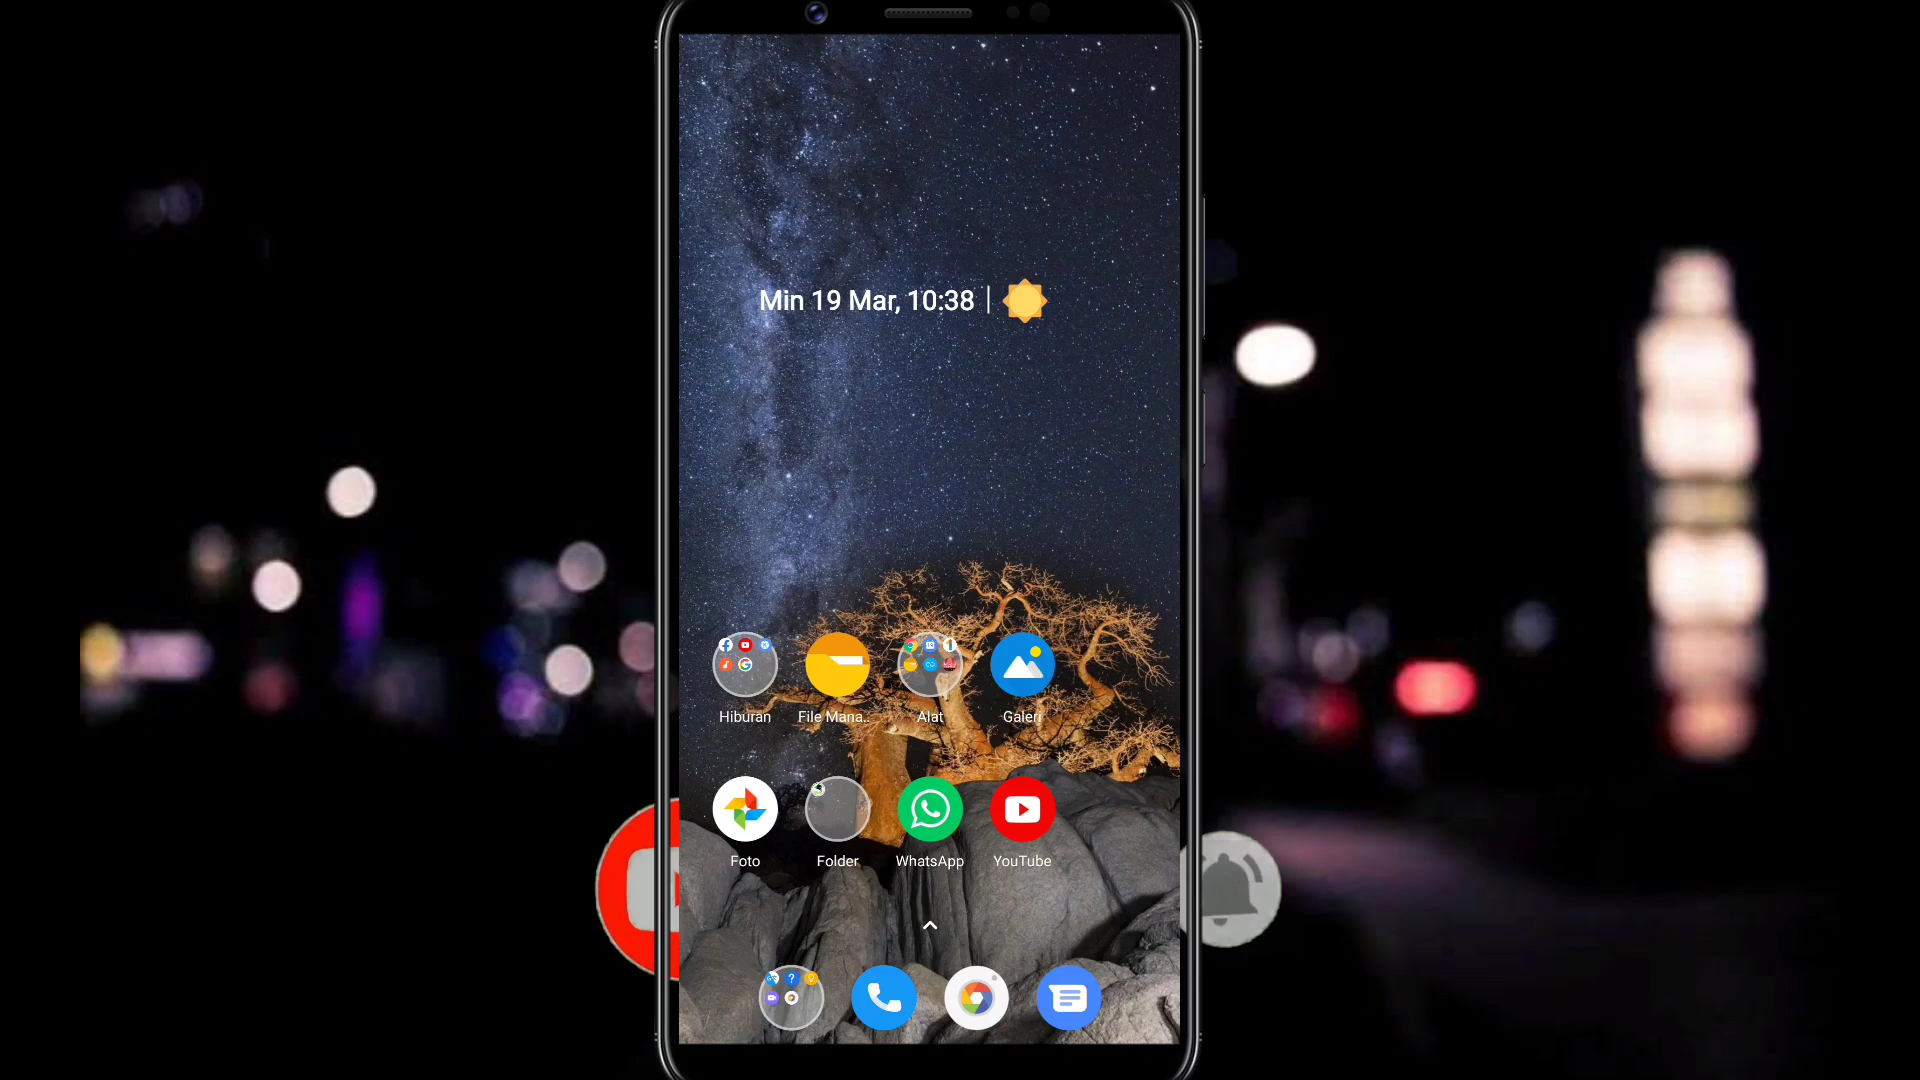 Min 19 Mar, 10:38
Hiburan
File Mana..
Alat
Galeri
Foto
Folder
WhatsApp
YouTube